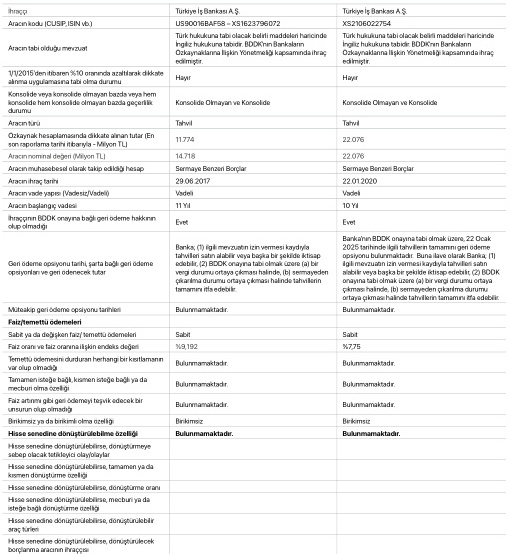 İhraççı Türkiye İş Bankası A.Ş. Türkiye İş Bankası A.Ş.
Aracın kodu (CUSIP, ISIN vb.) US90016BAF58 – XS1623796072 XS2106022754
Aracın tabi olduğu mevzuat
Türk hukukuna tabi olacak belirli maddeleri haricinde
İngiliz hukukuna tabidir. BDDK'nın Bankaların
Özkaynaklarına İlişkin Yönetmeliği kapsamında ihraç
edilmiştir.
Türk hukukuna tabi olacak belirli maddeleri haricinde
İngiliz hukukuna tabidir. BDDK'nın Bankaların
Özkaynaklarına İlişkin Yönetmeliği kapsamında ihraç
edilmiştir.
1/1/2015'den itibaren %10 oranında azaltılarak dikkate
alınma uygulamasına tabi olma durumu
Hayır Hayır
Konsolide veya konsolide olmayan bazda veya hem
konsolide hem konsolide olmayan bazda geçerlilik
durumu
Konsolide Olmayan ve Konsolide Konsolide Olmayan ve Konsolide
Aracın türü Tahvil Tahvil
Özkaynak hesaplamasında dikkate alınan tutar (En
son raporlama tarihi itibarıyla - Milyon TL)
11.774 22.076
Aracın nominal değeri (Milyon TL) 14.718 22.076
Aracın muhasebesel olarak takip edildiği hesap Sermaye Benzeri Borçlar Sermaye Benzeri Borçlar
Aracın ihraç tarihi 29.06.2017 22.01.2020
Aracın vade yapısı (Vadesiz/Vadeli) Vadeli Vadeli
Aracın başlangıç vadesi 11 Yıl 10 Yıl
İhraççının BDDK onayına bağlı geri ödeme hakkının
olup olmadığı
Evet Evet
Geri ödeme opsiyonu tarihi, şarta bağlı geri ödeme
opsiyonları ve geri ödenecek tutar
Banka; (1) ilgili mevzuatın izin vermesi kaydıyla
tahvilleri satın alabilir veya başka bir şekilde iktisap
edebilir, (2) BDDK onayına tabi olmak üzere (a) bir
vergi durumu ortaya çıkması halinde, (b) sermayeden
çıkarılma durumu ortaya çıkması halinde tahvillerin
tamamını itfa edebilir.
Banka'nın BDDK onayına tabi olmak üzere, 22 Ocak
2025 tarihinde ilgili tahvillerin tamamını geri ödeme
opsiyonu bulunmaktadır. Buna ilave olarak Banka; (1)
ilgili mevzuatın izin vermesi kaydıyla tahvilleri satın
alabilir veya başka bir şekilde iktisap edebilir, (2) BDDK
onayına tabi olmak üzere (a) bir vergi durumu ortaya
çıkması halinde, (b) sermayeden çıkarılma durumu
ortaya çıkması halinde tahvillerin tamamını itfa edebilir.
Müteakip geri ödeme opsiyonu tarihleri Bulunmamaktadır. Bulunmamaktadır.
Faiz/temettü ödemeleri
Sabit ya da değişken faiz/ temettü ödemeleri Sabit Sabit
Faiz oranı ve faiz oranına ilişkin endeks değeri %9,192 %7,75
Temettü ödemesini durduran herhangi bir kısıtlamanın
var olup olmadığı
Bulunmamaktadır. Bulunmamaktadır.
Tamamen isteğe bağlı, kısmen isteğe bağlı ya da
mecburi olma özelliği
Bulunmamaktadır. Bulunmamaktadır.
Faiz artırımı gibi geri ödemeyi teşvik edecek bir
unsurun olup olmadığı
Bulunmamaktadır. Bulunmamaktadır.
Birikimsiz ya da birikimli olma özelliği Birikimsiz Birikimsiz
Hisse senedine dönüştürülebilme özelliği Bulunmamaktadır. Bulunmamaktadır.
Hisse senedine dönüştürülebilirse, dönüştürmeye
sebep olacak tetikleyici olay/olaylar
Hisse senedine dönüştürülebilirse, tamamen ya da
kısmen dönüştürme özelliği
Hisse senedine dönüştürülebilirse, dönüştürme oranı
Hisse senedine dönüştürülebilirse, mecburi ya da
isteğe bağlı dönüştürme özelliği
Hisse senedine dönüştürülebilirse, dönüştürülebilir
araç türleri
Hisse senedine dönüştürülebilirse, dönüştürülecek
borçlanma aracının ihraççısı